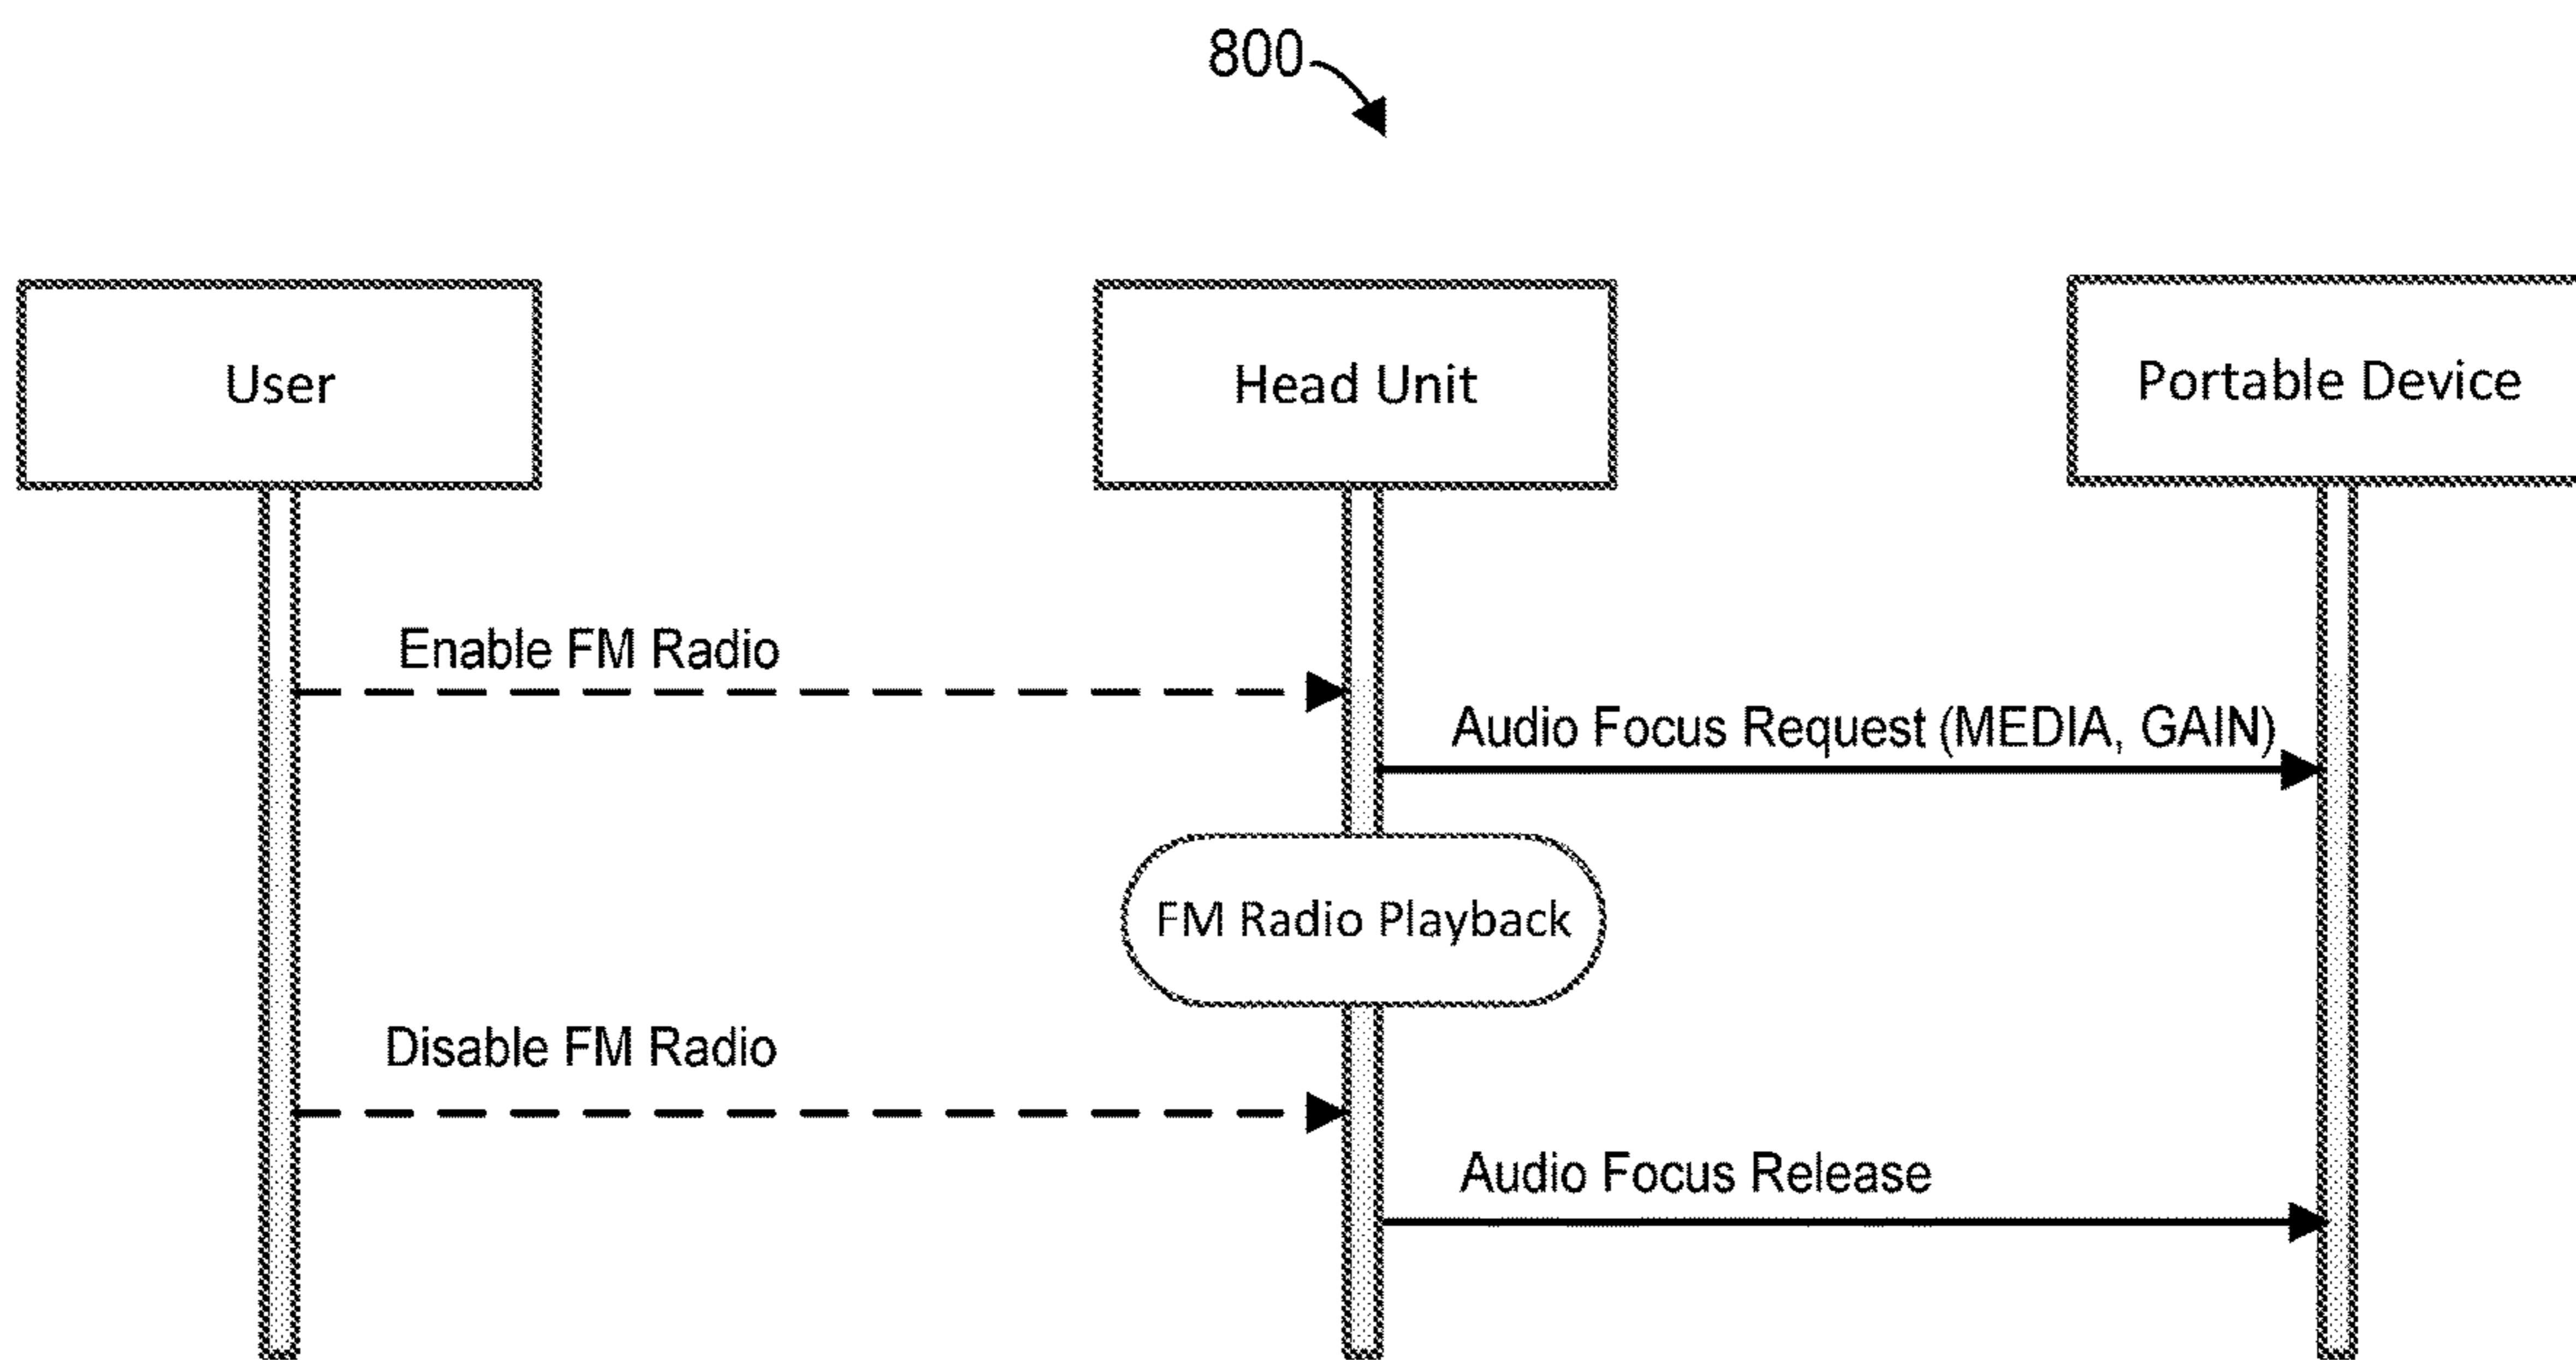 800
User
Head Unit
Portable Device
Enable FM Radio
Audio Focus Request (MEDIA, GAIN)
FM Radio Playback
Disable FM Radio
Audio Focus Release